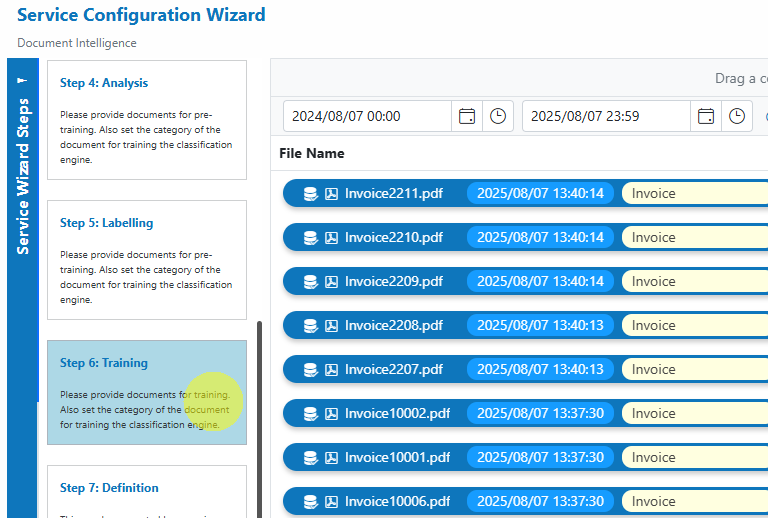 Service Configuration Wizard
Document Intelligence
Service Wizard Steps
Step 4: Analysis
Please provide documents for pre-
training. Also set the category of the
document for training the classification
engine.
Step 5: Labelling
Please provide documents for pre-
training. Also set the category of the
document for training the classification
engine.
Step 6: Training
Please provide documents for training.
Also set the category of the document
for training the classification engine.
Step 7: Definition
Drag a c
2024/08/07 00:00 2025/08/07 23:59
File Name
Invoice2211.pdf 2025/08/07 13:40:14 Invoice
Invoice2210.pdf 2025/08/07 13:40:14 Invoice
Invoice2209.pdf 2025/08/07 13:40:14 Invoice
Invoice2208.pdf 2025/08/07 13:40:13 Invoice
Invoice2207.pdf 2025/08/07 13:40:13 Invoice
Invoice10002.pdf 2025/08/07 13:37:30 Invoice
Invoice10001.pdf 2025/08/07 13:37:30 Invoice
Invoice10006.pdf 2025/08/07 13:37:30 Invoice